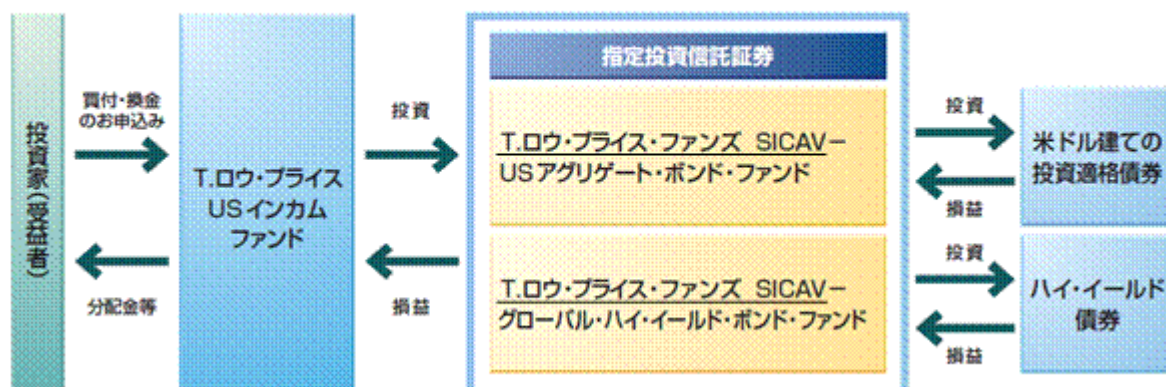 投資家(受益者)
買付・換金
のお申込み
分配金等
T.ロウ・プライス
USインカム
ファンド
投資
損益
指定投資信託証券
T.ロウ・プライス・ファンズ SICAV－
USアグリゲート・ボンド・ファンド
T.ロウ・プライス・ファンズ SICAV－
グローバル・ハイ・イールド・ボンド・ファンド
投資
損益
投資
損益
米ドル建ての
投資適格債券
ハイ・イールド
債券